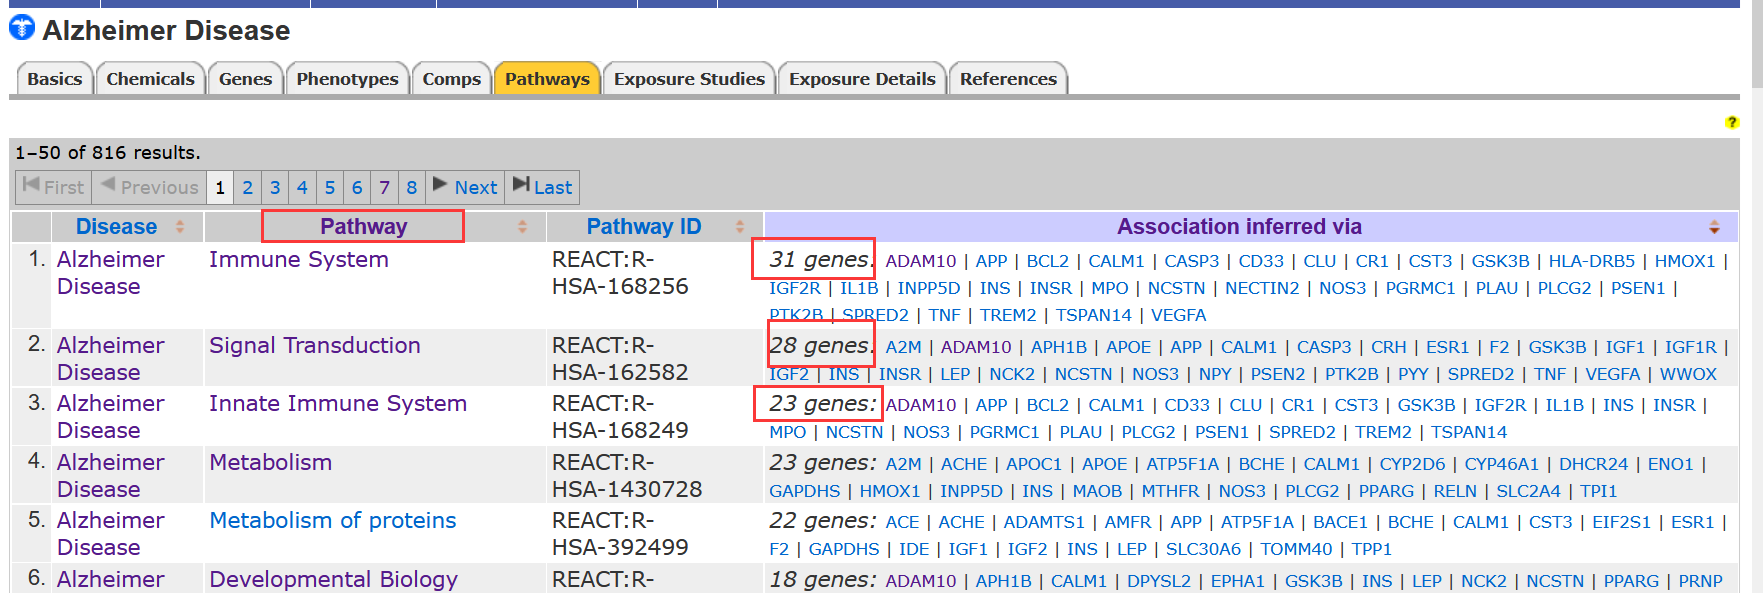 Alzheimer Disease
Basics Chemicals Genes Phenotypes Comps Pathways Exposure Studies Exposure Details References
?
1–50 of 816 results.
First Previous 1 2 3 4 5 6 7 8 Next Last
Disease Pathway Pathway ID Association inferred via
1. Alzheimer Disease Immune System REACT:R-HSA-168256 31 genes: ADAM10 | APP | BCL2 | CALM1 | CASP3 | CD33 | CLU | CR1 | CST3 | GSK3B | HLA-DRB5 | HMOX1 |
IGF2R | IL1B | INPP5D | INS | INSR | MPO | NCSTN | NECTIN2 | NOS3 | PGRMC1 | PLAU | PLCG2 | PSEN1 |
PTK2B | SPRED2 | TNF | TREM2 | TSPAN14 | VEGFA
2. Alzheimer Disease Signal Transduction REACT:R-HSA-162582 28 genes: A2M | ADAM10 | APH1B | APOE | APP | CALM1 | CASP3 | CRH | ESR1 | F2 | GSK3B | IGF1 | IGF1R |
IGF2 | INS | INSR | LEP | NCK2 | NCSTN | NOS3 | NPY | PSEN2 | PTK2B | PYY | SPRED2 | TNF | VEGFA | WWOX
3. Alzheimer Disease Innate Immune System REACT:R-HSA-168249 23 genes: ADAM10 | APP | BCL2 | CALM1 | CD33 | CLU | CR1 | CST3 | GSK3B | IGF2R | IL1B | INS | INSR |
MPO | NCSTN | NOS3 | PGRMC1 | PLAU | PLCG2 | PSEN1 | SPRED2 | TREM2 | TSPAN14
4. Alzheimer Disease Metabolism REACT:R-HSA-1430728 23 genes: A2M | ACHE | APOC1 | APOE | ATP5F1A | BCHE | CALM1 | CYP2D6 | CYP46A1 | DHCR24 | ENO1 |
GAPDHS | HMOX1 | INPP5D | INS | MAOB | MTHFR | NOS3 | PLCG2 | PPARG | RELN | SLC2A4 | TPI1
5. Alzheimer Disease Metabolism of proteins REACT:R-HSA-392499 22 genes: ACE | ACHE | ADAMTS1 | AMFR | APP | ATP5F1A | BACE1 | BCHE | CALM1 | CST3 | EIF2S1 | ESR1 |
F2 | GAPDHS | IDE | IGF1 | IGF2 | INS | LEP | SLC30A6 | TOMM40 | TPP1
6. Alzheimer Developmental Biology REACT:R- 18 genes: ADAM10 | APH1B | CALM1 | DPYSL2 | EPHA1 | GSK3B | INS | LEP | NCK2 | NCSTN | PPARG | PRNP